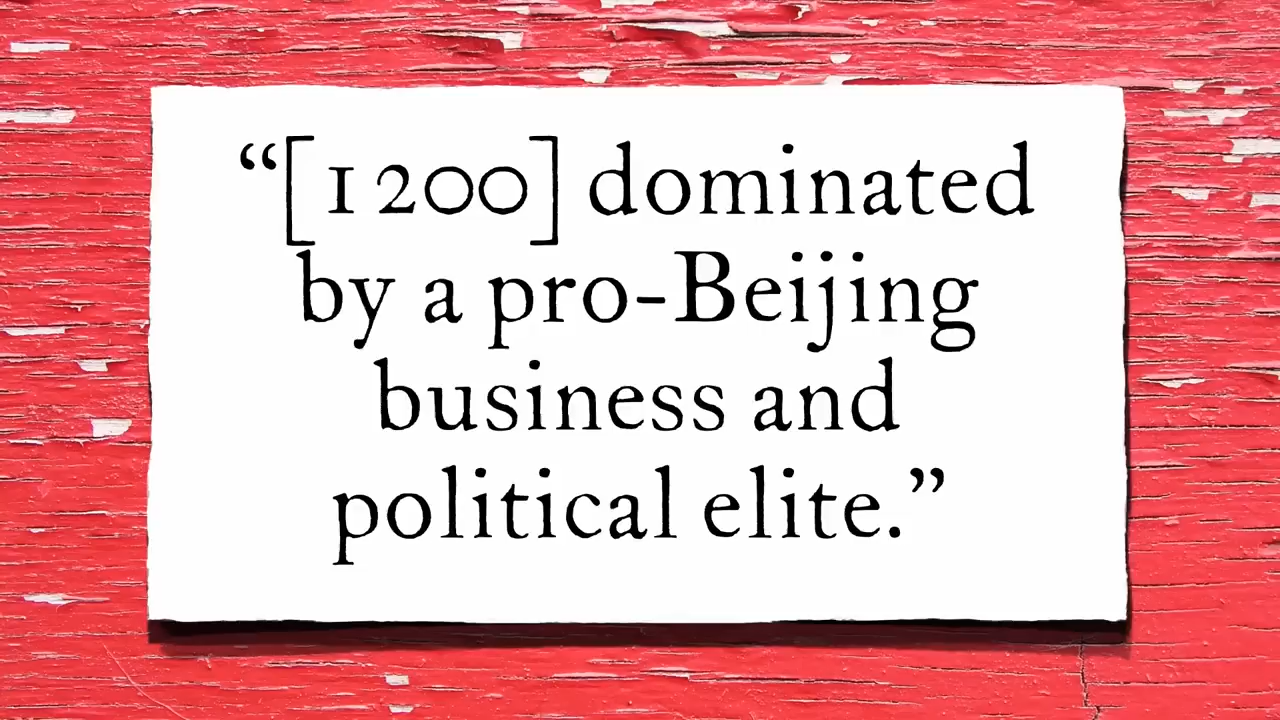 “[1200] dominated
by a pro-Beijing
business and
political elite.”